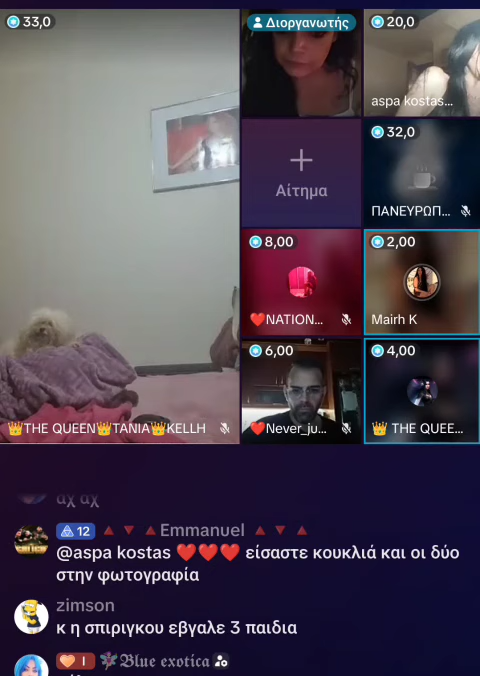 33,0
Διοργανωτής
20,0
aspa kostas...
Αίτημα
32,0
ΠΑΝΕΥΡΩΠ...
8,00
❤️NATION...
2,00
Mairh K
6,00
❤️Never_ju...
4,00
👑 THE QUEE...
👑THE QUEEN👑TANIA👑KELLH
αχ αχ
12 🔺🔻🔺Emmanuel 🔺🔻🔺
@aspa kostas ❤️❤️❤️ είσαστε κουκλιά και οι δύο
στην φωτογραφία
zimson
κ η σπιριγκου εβγαλε 3 παιδια
I 🧚 𝕭𝖑𝖚𝖊 𝖊𝖝𝖔𝖙𝖎𝖈𝖆